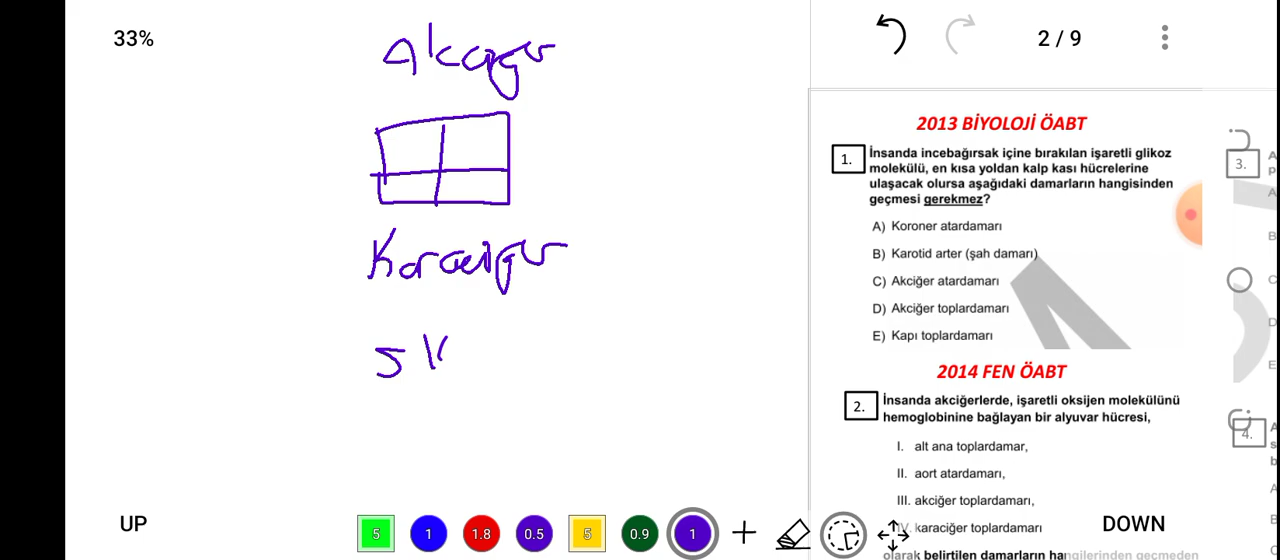 33%
Akciğer
Karaciğer
2 / 9
2013 BİYOLOJİ ÖABT
1. İnsanda incebağırsak içine bırakılan işaretli glikoz
molekülü, en kısa yoldan kalp kası hücrelerine
ulaşacak olursa aşağıdaki damarların hangisinden
geçmesi gerekmez?
A) Koroner atardamarı
B) Karotid arter (şah damarı)
C) Akciğer atardamarı
D) Akciğer toplardamarı
E) Kapı toplardamarı
2014 FEN ÖABT
2. İnsanda akciğerlerde, işaretli oksijen molekülünü
hemoglobinine bağlayan bir alyuvar hücresi,
I. alt ana toplardamar,
II. aort atardamarı,
III. akciğer toplardamarı,
IV. karaciğer toplardamarı
olarak belirtilen damarların hangilerinden geçmeden
3.
A
P
A
B
C
D
E
4.
UP
5
1
1.8
0.5
5
0.9
1
DOWN